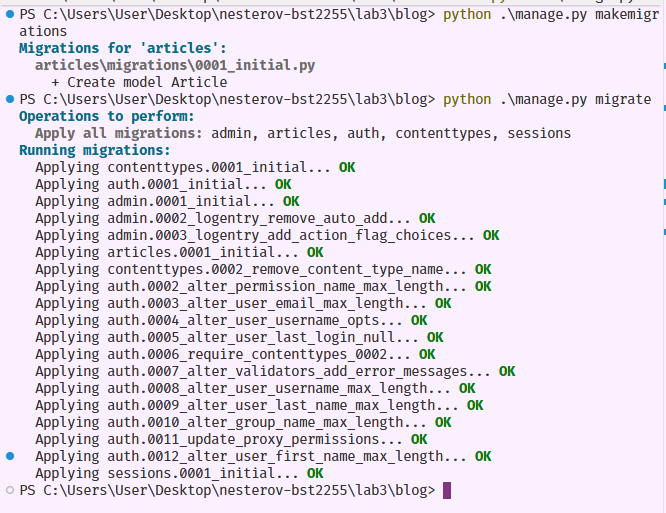 PS C:\Users\User\Desktop\nesterov-bst2255\lab3\blog> python .\manage.py makemigr
ations
Migrations for 'articles':
articles\migrations\0001_initial.py
+ Create model Article
PS C:\Users\User\Desktop\nesterov-bst2255\lab3\blog> python .\manage.py migrate
Operations to perform:
Apply all migrations: admin, articles, auth, contenttypes, sessions
Running migrations:
Applying contenttypes.0001_initial... OK
Applying auth.0001_initial... OK
Applying admin.0001_initial... OK
Applying admin.0002_logentry_remove_auto_add... OK
Applying admin.0003_logentry_add_action_flag_choices... OK
Applying articles.0001_initial... OK
Applying contenttypes.0002_remove_content_type_name... OK
Applying auth.0002_alter_permission_name_max_length... OK
Applying auth.0003_alter_user_email_max_length... OK
Applying auth.0004_alter_user_username_opts... OK
Applying auth.0005_alter_user_last_login_null... OK
Applying auth.0006_require_contenttypes_0002... OK
Applying auth.0007_alter_validators_add_error_messages... OK
Applying auth.0008_alter_user_username_max_length... OK
Applying auth.0009_alter_user_last_name_max_length... OK
Applying auth.0010_alter_group_name_max_length... OK
Applying auth.0011_update_proxy_permissions... OK
Applying auth.0012_alter_user_first_name_max_length... OK
Applying sessions.0001_initial... OK
PS C:\Users\User\Desktop\nesterov-bst2255\lab3\blog>